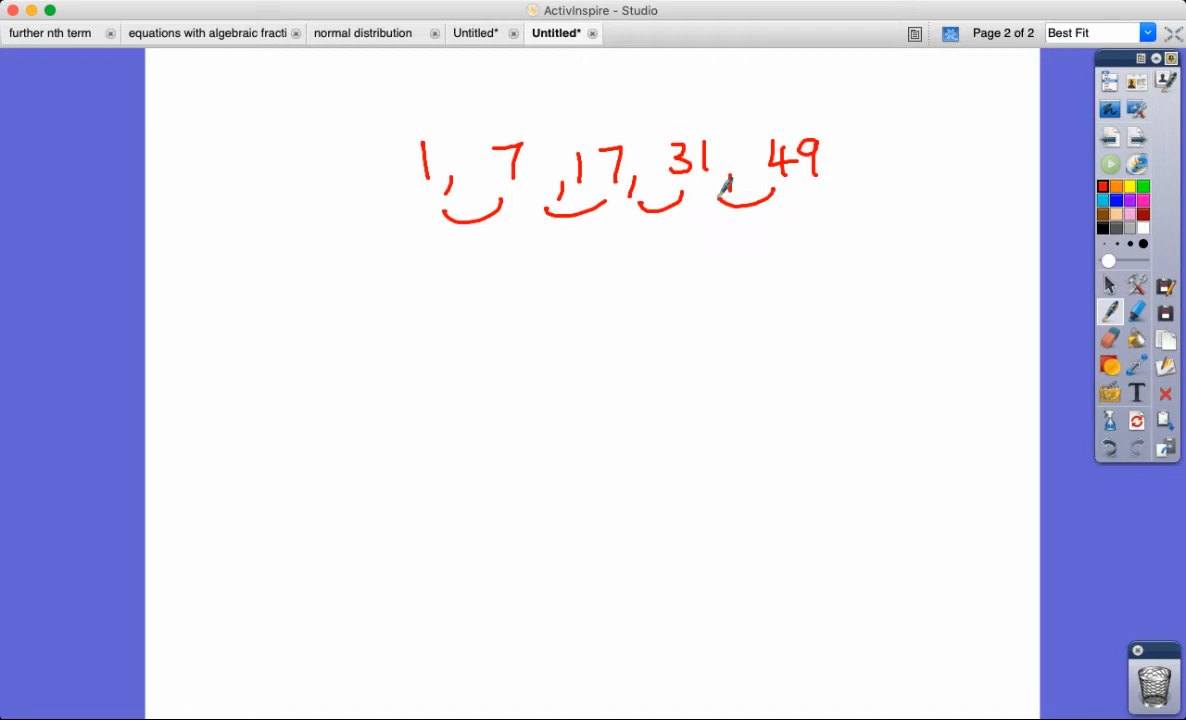 ActivInspire - Studio
further nth term
equations with algebraic fracti
normal distribution
Untitled*
Untitled*
Page 2 of 2
Best Fit
1, 7, 17, 31, 49